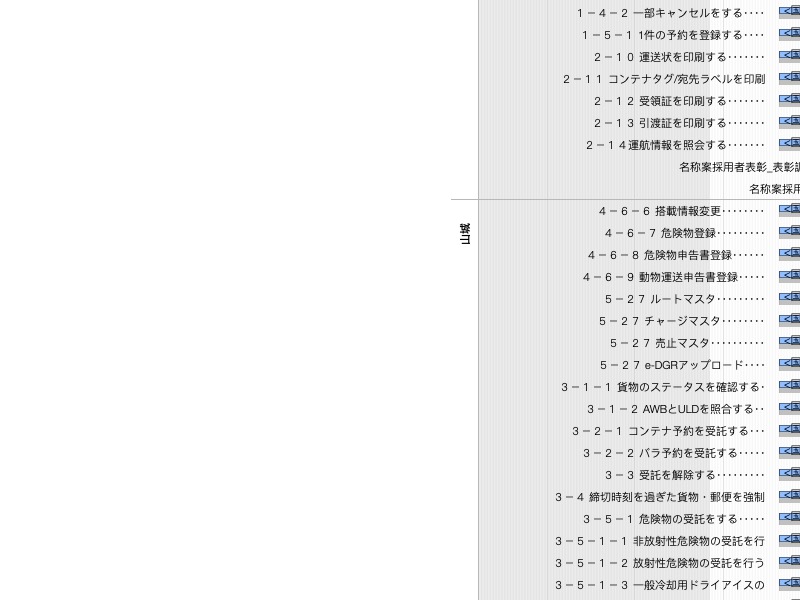 １－４－２ 一部キャンセルをする････
１－５－１ 1件の予約を登録する････
２－１０ 運送状を印刷する･･･････
２－１１ コンテナタグ/宛先ラベルを印刷
２－１２ 受領証を印刷する･･･････
２－１３ 引渡証を印刷する･･･････
２－１４運航情報を照会する･･･････
名称案採用者表彰_表彰
名称案採用
４－６－６ 搭載情報変更････････
４－６－７ 危険物登録････････
４－６－８ 危険物申告書登録･･････
４－６－９ 動物運送申告書登録･････
５－２７ ルートマスタ･････････
５－２７ チャージマスタ････････
５－２７ 売止マスタ･･････････
５－２７ e-DGRアップロード････
３－１－１ 貨物のステータスを確認する･
３－１－２ AWBとULDを照合する･･
３－２－１ コンテナ予約を受託する･･･
３－２－２ バラ予約を受託する･････
３－３ 受託を解除する･････････
３－４ 締切時刻を過ぎた貨物・郵便を強制
３－５－１ 危険物の受託をする･････
３－５－１－１ 非放射性危険物の受託を行
３－５－１－２ 放射性危険物の受託を行う
３－５－１－３ 一般冷却用ドライアイスの